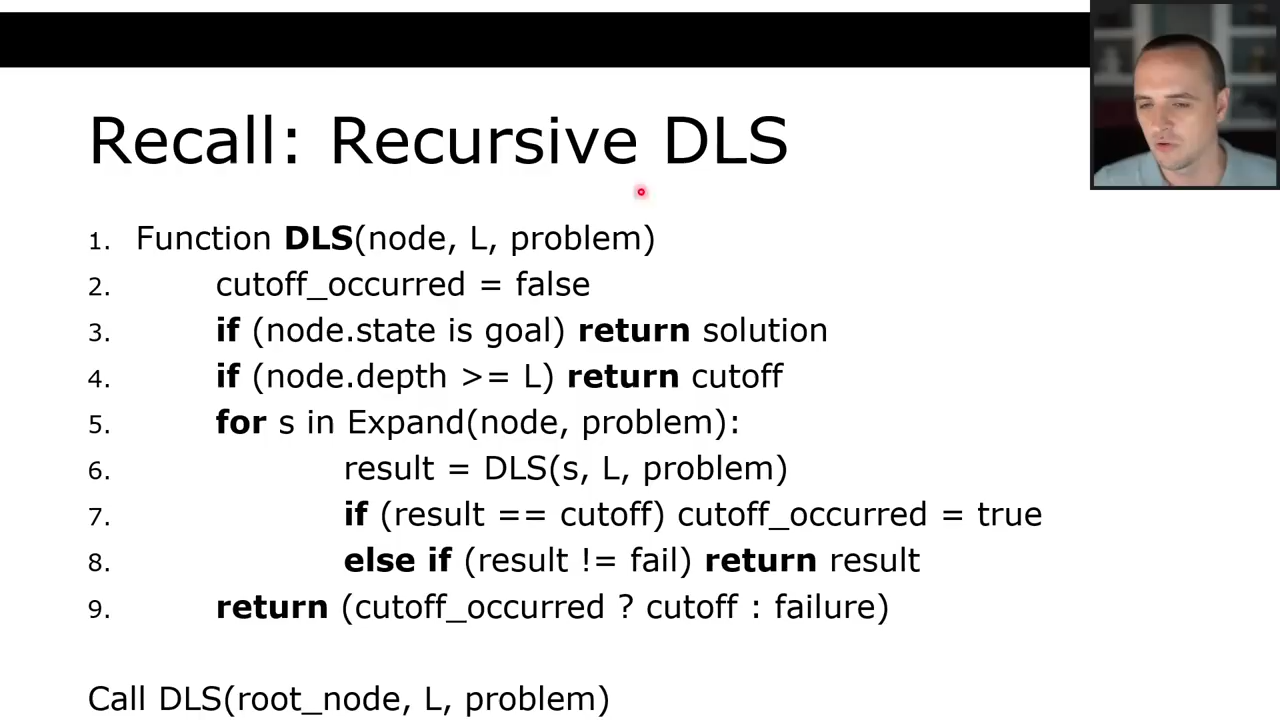 Recall: Recursive DLS
1. Function DLS(node, L, problem)
2. cutoff_occurred = false
3. if (node.state is goal) return solution
4. if (node.depth >= L) return cutoff
5. for s in Expand(node, problem):
6. result = DLS(s, L, problem)
7. if (result == cutoff) cutoff_occurred = true
8. else if (result != fail) return result
9. return (cutoff_occurred ? cutoff : failure)
Call DLS(root_node, L, problem)